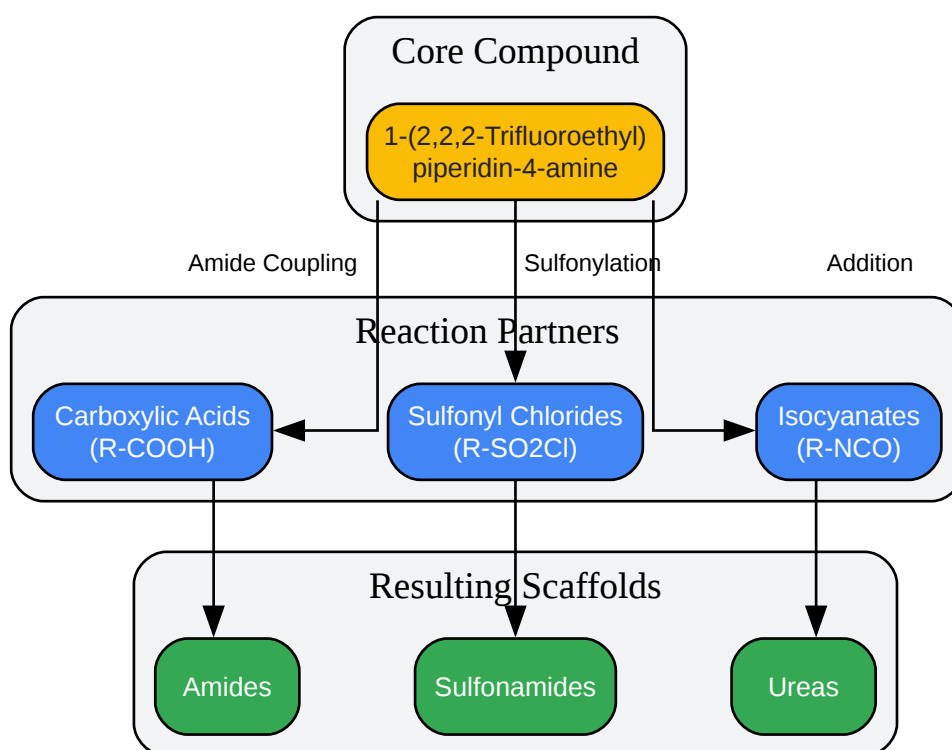 Core Compound
1-(2,2,2-Trifluoroethyl)
piperidin-4-amine
Amide Coupling
Sulfonylation
Addition
Reaction Partners
Carboxylic Acids
(R-COOH)
Sulfonyl Chlorides
(R-SO2Cl)
Isocyanates
(R-NCO)
Resulting Scaffolds
Amides
Sulfonamides
Ureas